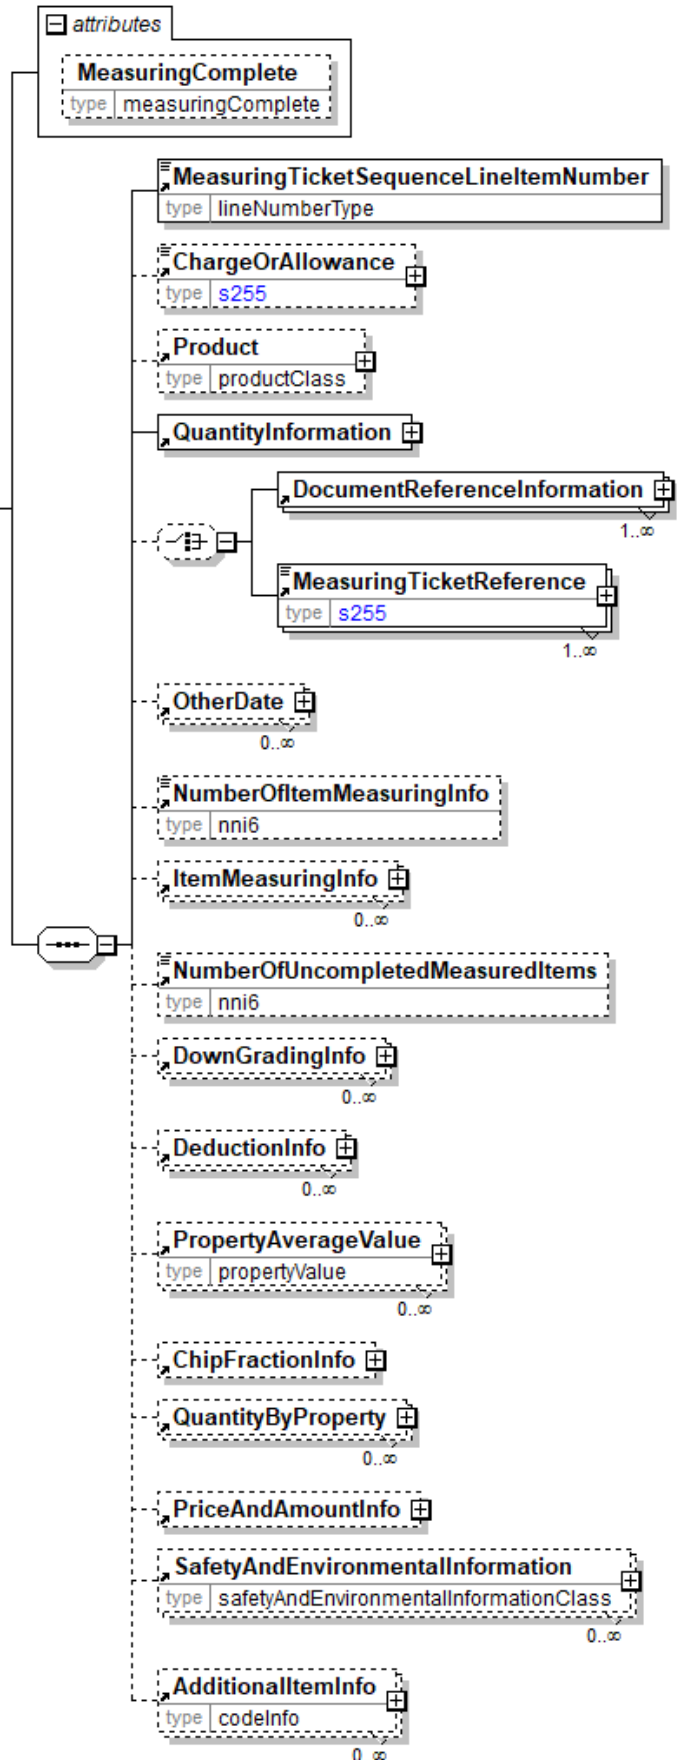 attributes
MeasuringComplete
type measuringComplete
MeasuringTicketSequenceLineItemNumber
type lineNumberType
ChargeOrAllowance
type s255
Product
type productClass
QuantityInformation
DocumentReferenceInformation
1..∞
MeasuringTicketReference
type s255
1..∞
OtherDate
0..∞
NumberOfItemMeasuringInfo
type nni6
ItemMeasuringInfo
0..∞
NumberOfUncompletedMeasuredItems
type nni6
DownGradingInfo
0..∞
DeductionInfo
0..∞
PropertyAverageValue
type propertyValue
0..∞
ChipFractionInfo
QuantityByProperty
0..∞
PriceAndAmountInfo
SafetyAndEnvironmentalInformation
type safetyAndEnvironmentalInformationClass
0..∞
AdditionalItemInfo
type codeInfo
0..∞